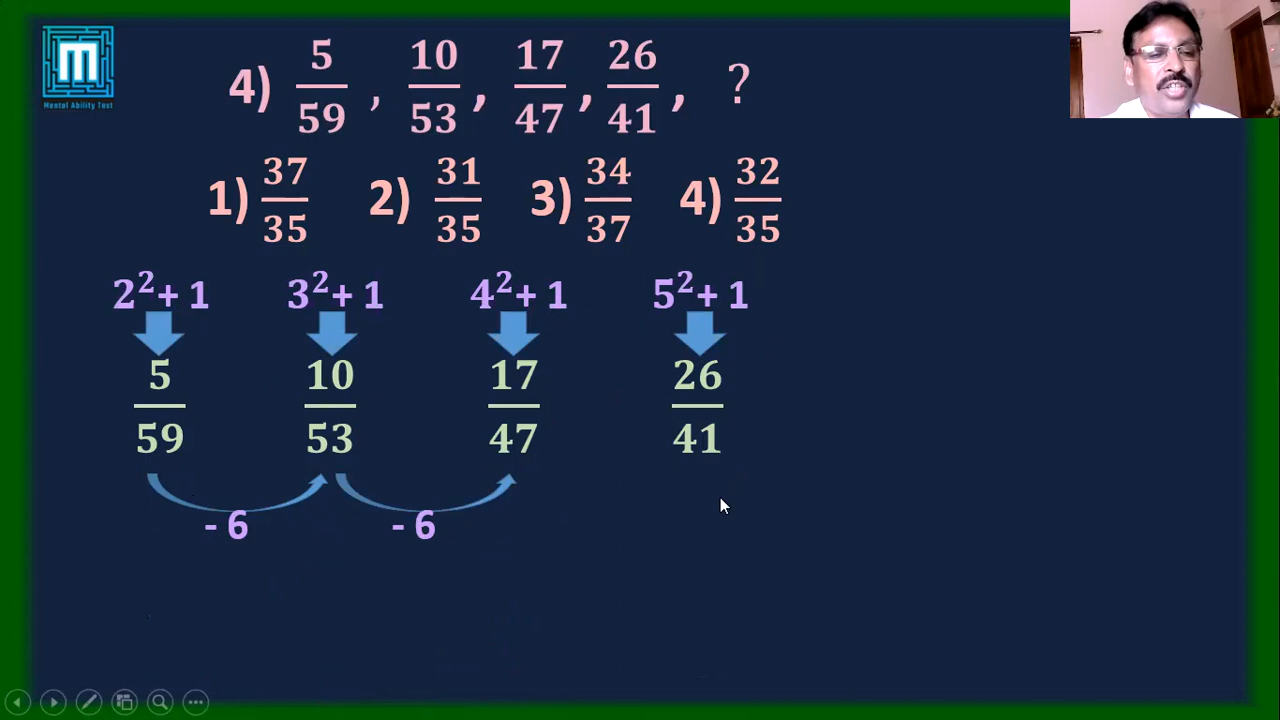 M
Mental Ability Test
4) 5/59 , 10/53 , 17/47 , 26/41 , ?
1) 37/35 2) 31/35 3) 34/37 4) 32/35
2²+ 1 3²+ 1 4²+ 1 5²+ 1
5/59 10/53 17/47 26/41
- 6 - 6